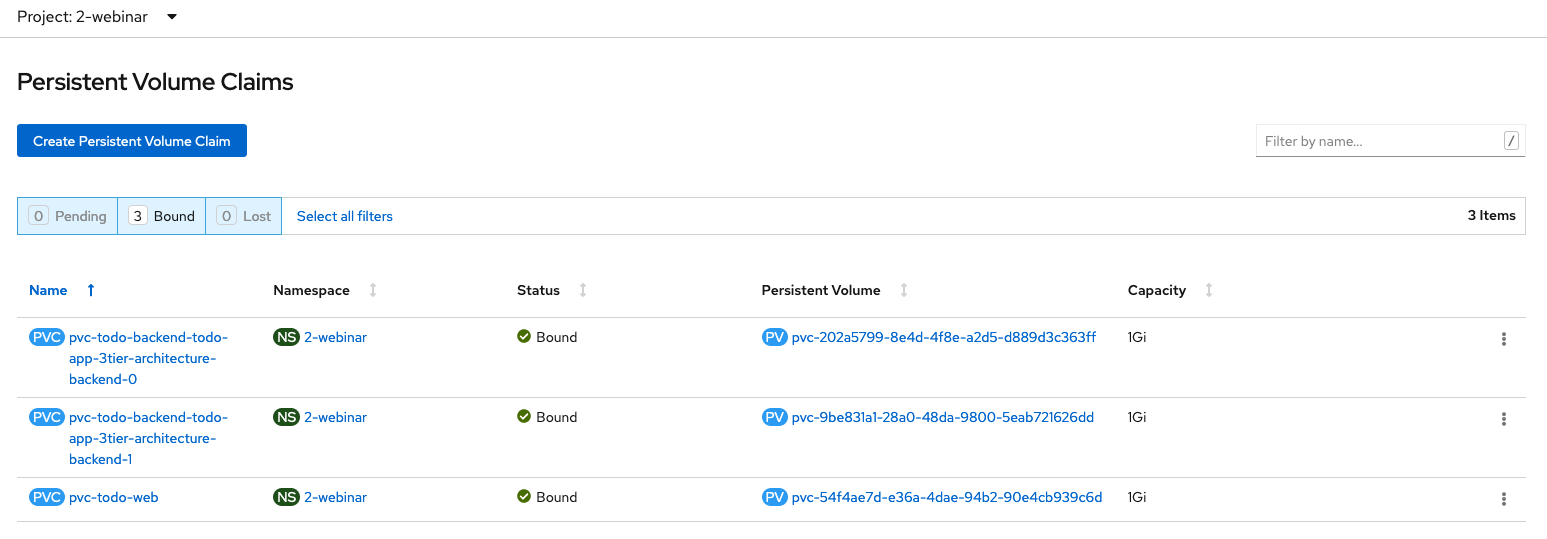 Project: 2-webinar
Persistent Volume Claims
Create Persistent Volume Claim
Filter by name...
/
0 Pending 3 Bound 0 Lost Select all filters 3 Items
Name Namespace Status Persistent Volume Capacity
PVC pvc-todo-backend-todo- NS 2-webinar Bound PV pvc-202a5799-8e4d-4f8e-a2d5-d889d3c363ff 1Gi
app-3tier-architecture-
backend-0
PVC pvc-todo-backend-todo- NS 2-webinar Bound PV pvc-9be831a1-28a0-48da-9800-5eab721626dd 1Gi
app-3tier-architecture-
backend-1
PVC pvc-todo-web NS 2-webinar Bound PV pvc-54f4ae7d-e36a-4dae-94b2-90e4cb939c6d 1Gi